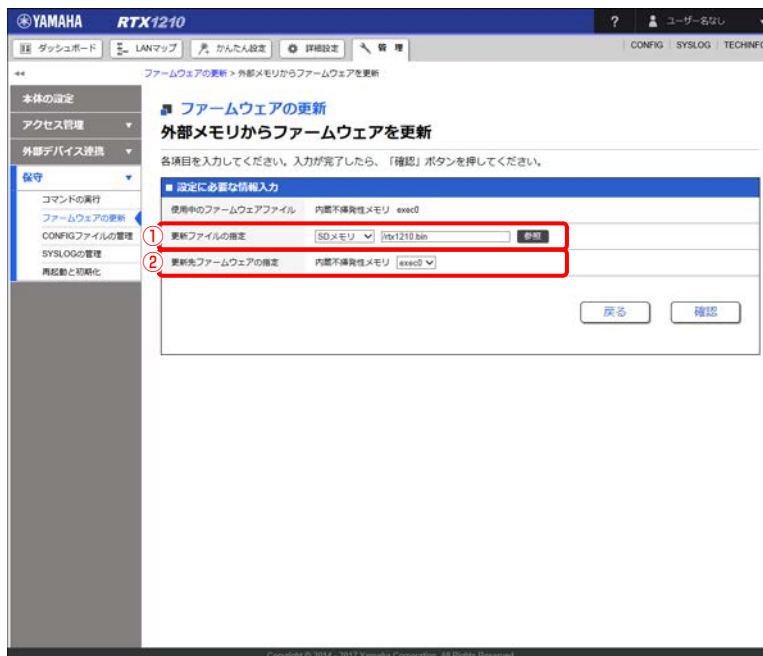 YAMAHA RTX1210 ? ユーザー名なし
ダッシュボード LANマップ かんたん設定 詳細設定 管理 CONFIG SYSLOG TECHINFO
ファームウェアの更新 > 外部メモリからファームウェアを更新
本体の設定
アクセス管理
外部デバイス連携
保守
コマンドの実行
ファームウェアの更新
CONFIGファイルの管理
SYSLOGの管理
再起動と初期化
ファームウェアの更新
外部メモリからファームウェアを更新
各項目を入力してください。入力が完了したら、「確認」ボタンを押してください。
■ 設定に必要な情報入力
使用中のファームウェアファイル 内蔵不揮発性メモリ exec0
① 更新ファイルの指定 SDメモリ /rtx1210.bin 参照
② 更新先ファームウェアの指定 内蔵不揮発性メモリ exec0
戻る 確認
Copyright © 2014 - 2017 Yamaha Corporation. All Rights Reserved.